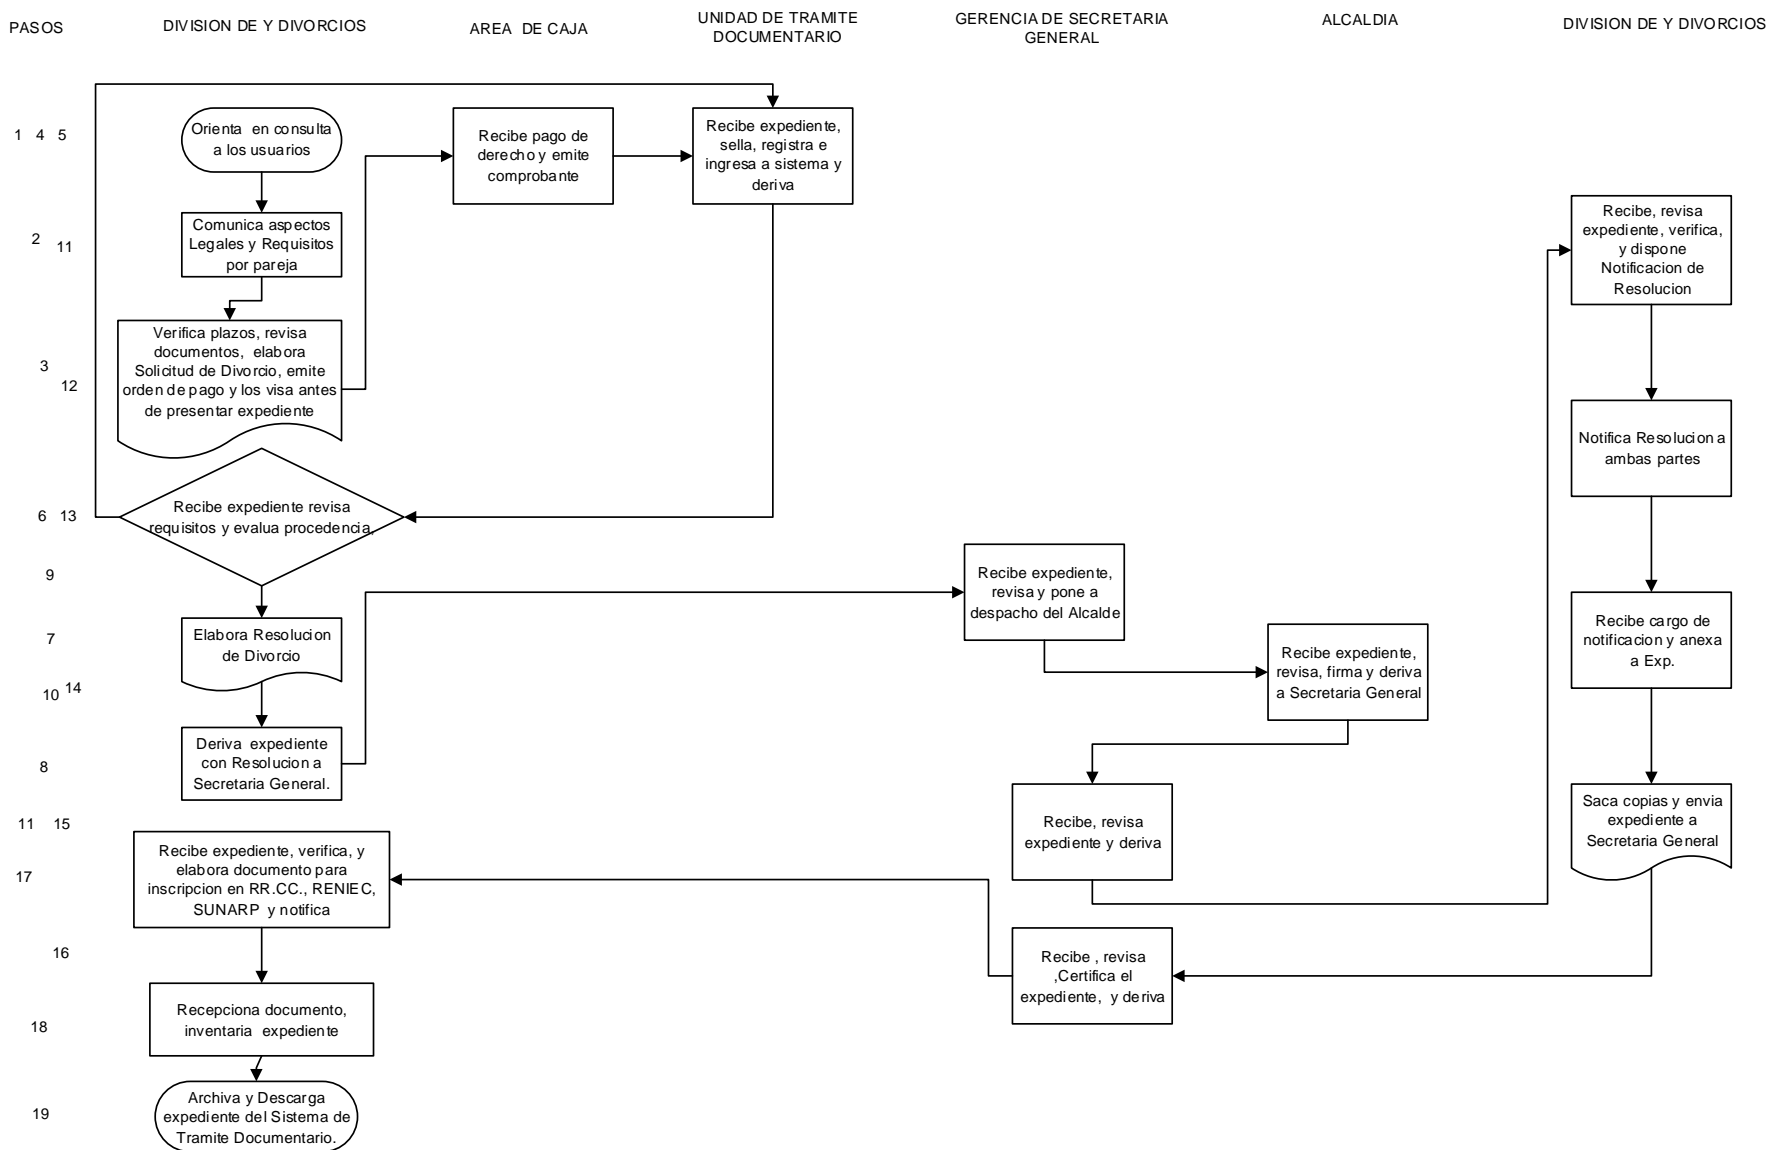 PASOS
DIVISION DE Y DIVORCIOS
AREA DE CAJA
UNIDAD DE TRAMITE
DOCUMENTARIO
GERENCIA DE SECRETARIA
GENERAL
ALCALDIA
DIVISION DE Y DIVORCIOS
1 4 5
Orienta en consulta
a los usuarios
Recibe pago de
derecho y emite
comprobante
Recibe expediente,
sella, registra e
ingresa a sistema y
deriva
2 11
Comunica aspectos
Legales y Requisitos
por pareja
Recibe, revisa
expediente, verifica,
y dispone
Notificacion de
Resolucion
3
12
Verifica plazos, revisa
documentos, elabora
Solicitud de Divorcio, emite
orden de pago y los visa antes
de presentar expediente
Notifica Resolucion a
ambas partes
6 13
Recibe expediente revisa
requisitos y evalua procedencia,
9
Recibe expediente,
revisa y pone a
despacho del Alcalde
7
Elabora Resolucion
de Divorcio
Recibe expediente,
revisa, firma y deriva
a Secretaria General
Recibe cargo de
notificacion y anexa
a Exp.
10 14
8
Deriva expediente
con Resolucion a
Secretaria General.
Recibe, revisa
expediente y deriva
Saca copias y envia
expediente a
Secretaria General
11 15
17
Recibe expediente, verifica, y
elabora documento para
inscripcion en RR.CC., RENIEC,
SUNARP y notifica
16
Recibe , revisa
,Certifica el
expediente, y deriva
18
Recepciona documento,
inventaria expediente
19
Archiva y Descarga
expediente del Sistema de
Tramite Documentario.